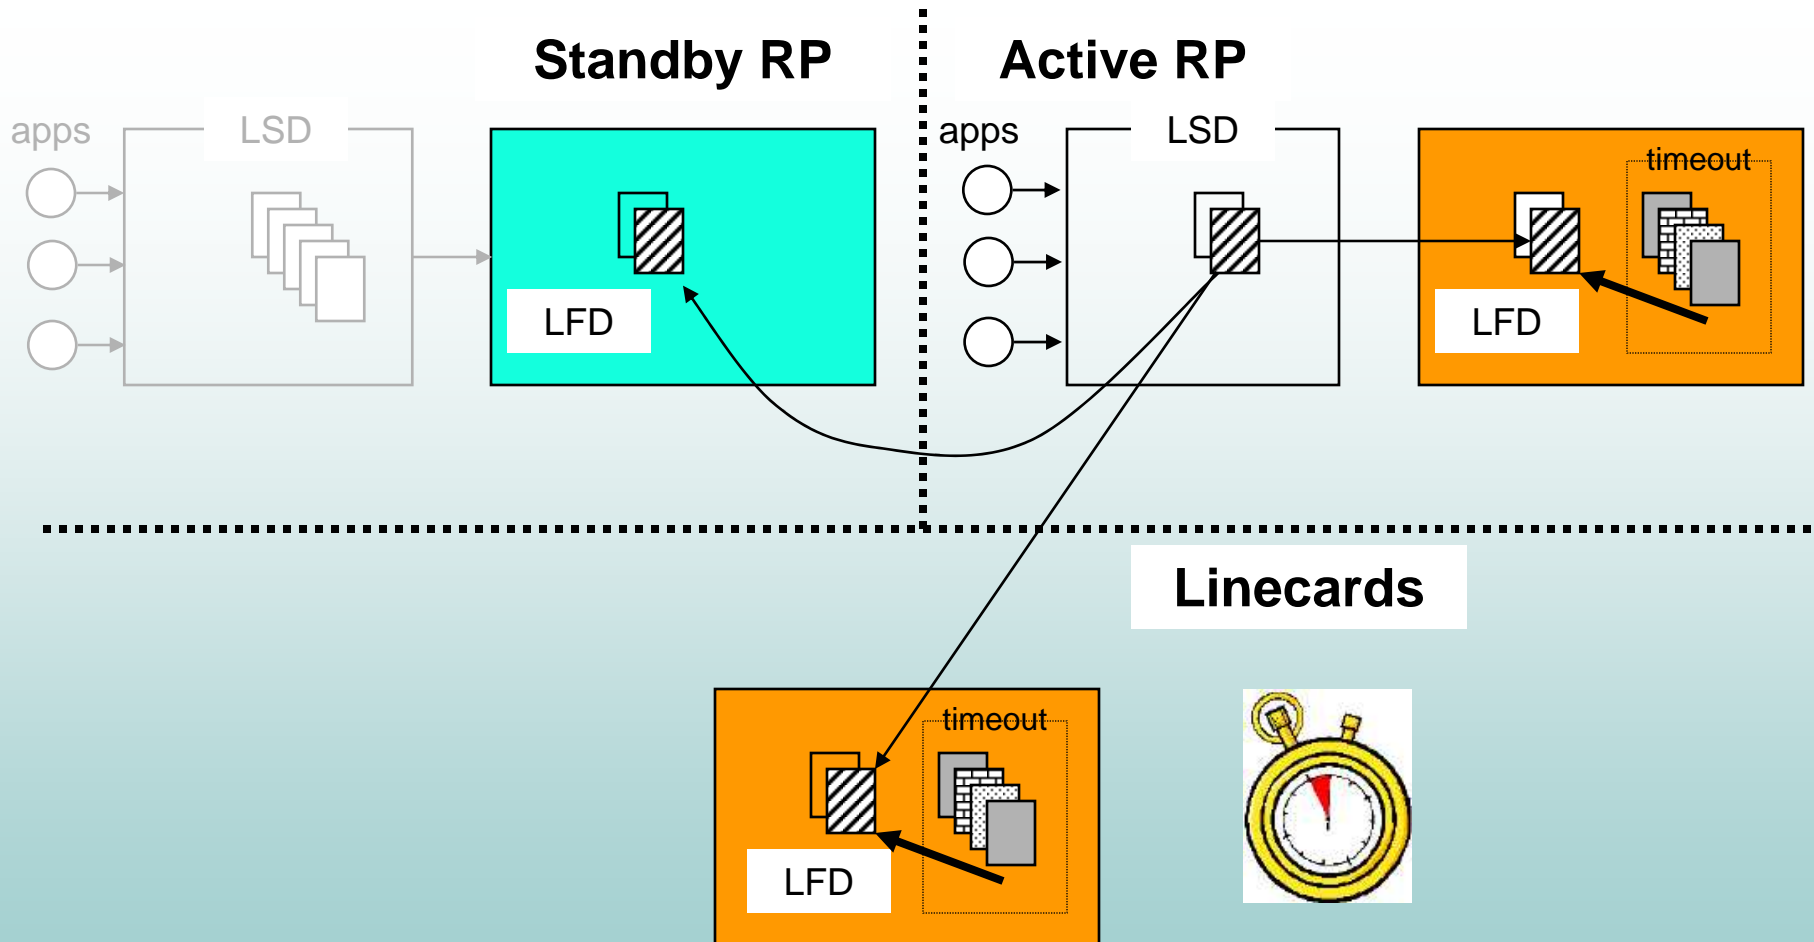 Standby RP
Active RP
apps
LSD
apps
LSD
timeout
LFD
LFD
Linecards
timeout
LFD